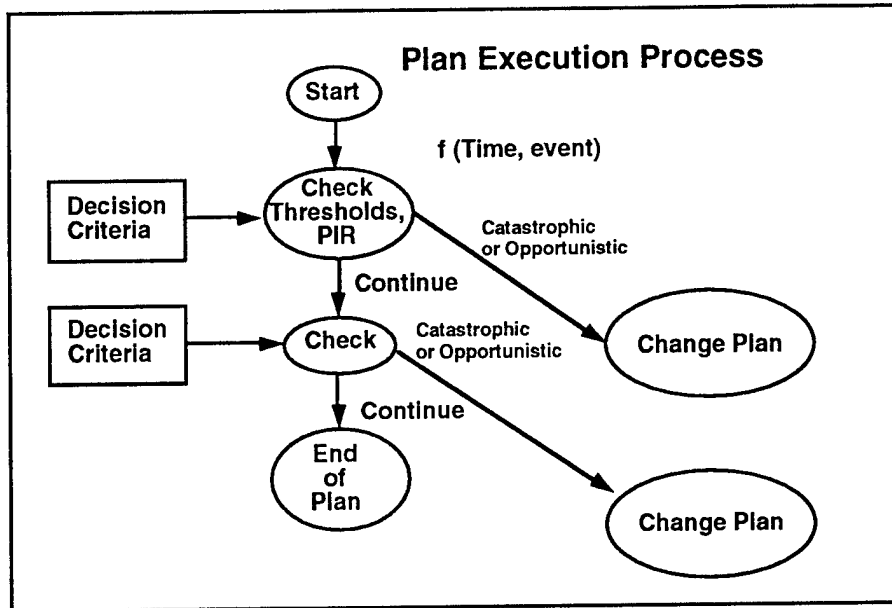 Plan Execution Process
Start
f (Time, event)
Check
Thresholds,
PIR
Decision
Criteria
Catastrophic
or Opportunistic
Continue
Change Plan
Decision
Criteria
Check
Catastrophic
or Opportunistic
Continue
End
of
Plan
Change Plan